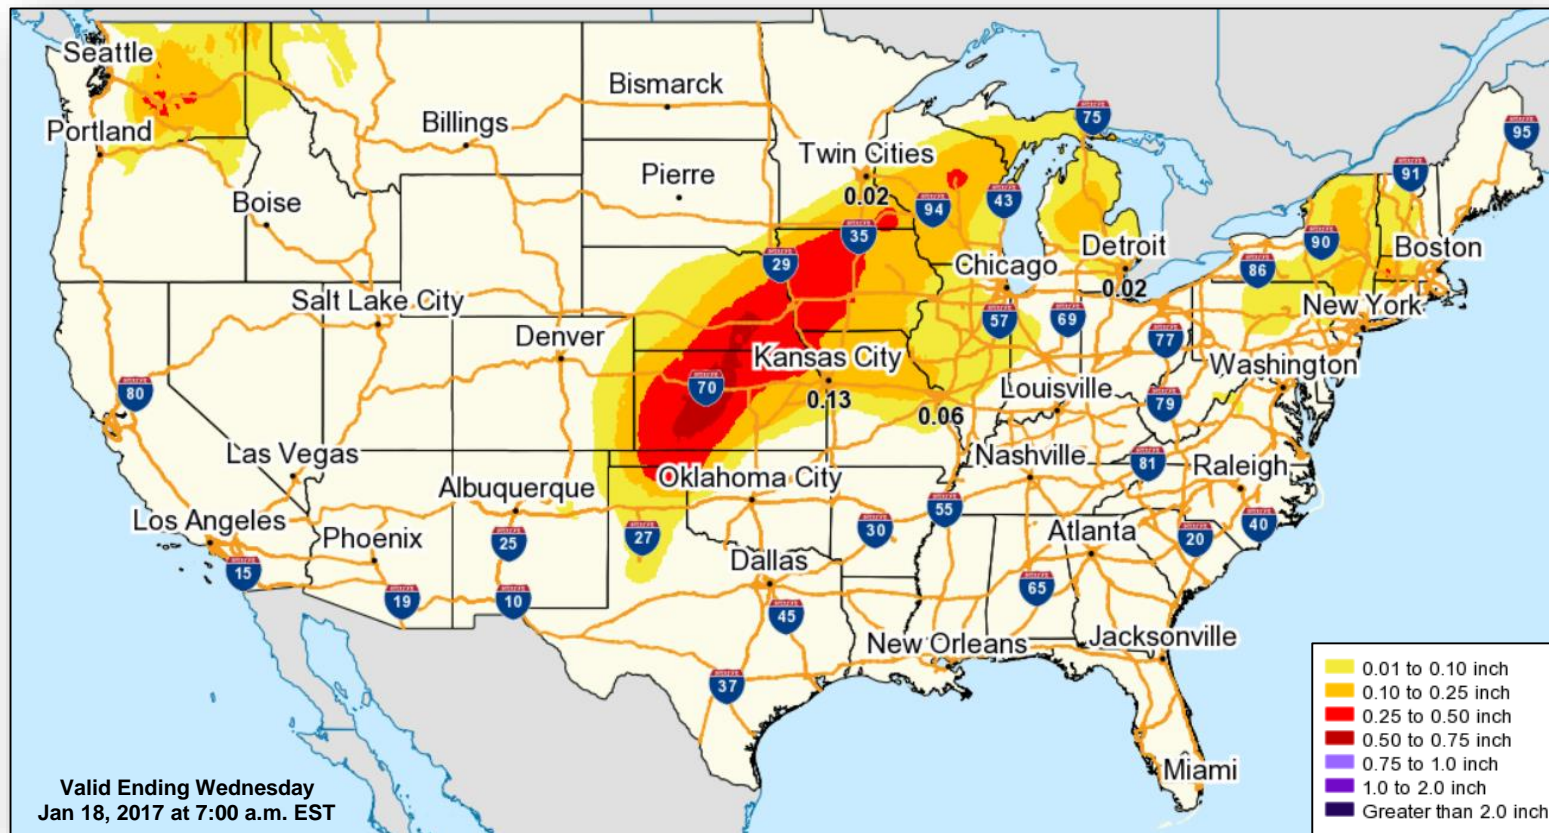 Seattle
Portland
Billings
Bismarck
Boise
Pierre
Twin Cities
0.02
75
95
91
94
43
35
29
Chicago
Detroit
0.02
90
86
Boston
New York
Salt Lake City
Denver
57
69
77
Washington
80
70
Kansas City
0.13
0.06
Louisville
79
Las Vegas
Albuquerque
Oklahoma City
Nashville
81
Raleigh
Los Angeles
Phoenix
15
19
25
10
27
30
55
Dallas
45
37
Atlanta
65
20
40
New Orleans
Jacksonville
Miami
0.01 to 0.10 inch
0.10 to 0.25 inch
0.25 to 0.50 inch
0.50 to 0.75 inch
0.75 to 1.0 inch
1.0 to 2.0 inch
Greater than 2.0 inch
Valid Ending Wednesday
Jan 18, 2017 at 7:00 a.m. EST